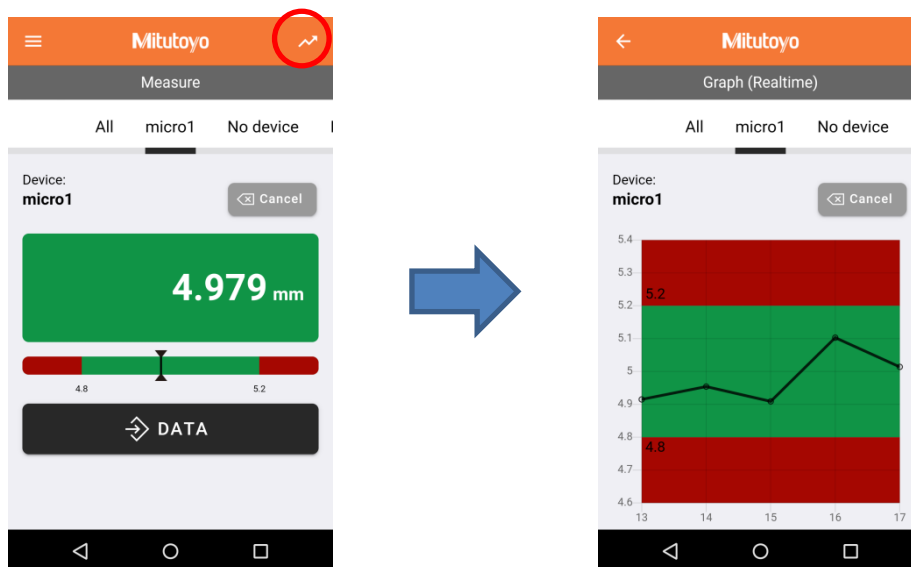 Mitutoyo
Measure
All micro1 No device
Device:
micro1
Cancel
4.979 mm
4.8 5.2
DATA
Mitutoyo
Graph (Realtime)
All micro1 No device
Device:
micro1
Cancel
5.4
5.3
5.2
5.2
5.1
5
4.9
4.8
4.8
4.7
4.6
13 14 15 16 17